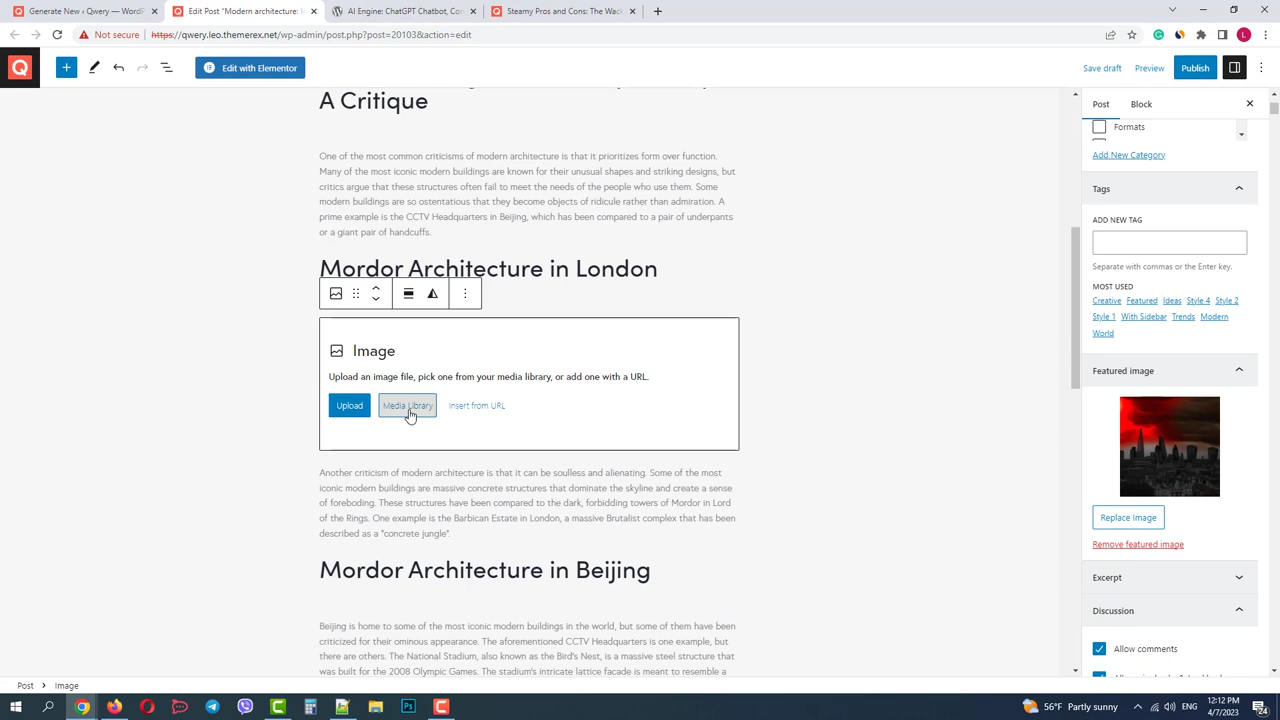 Generate New ‹ Qwery — WordPr
Edit Post "Modern architecture: I
AI Engine: ChatGPT Chatbot, Con
Steamy Pros and Cons: The Wack
Not secure
https://qwery.leo.themerex.net/wp-admin/post.php?post=20103&action=edit
L
Q
Edit with Elementor
Save draft
Preview
Publish
A Critique
One of the most common criticisms of modern architecture is that it prioritizes form over function.
Many of the most iconic modern buildings are known for their unusual shapes and striking designs, but
critics argue that these structures often fail to meet the needs of the people who use them. Some
modern buildings are so ostentatious that they become objects of ridicule rather than admiration. A
prime example is the CCTV Headquarters in Beijing, which has been compared to a pair of underpants
or a giant pair of handcuffs.
Mordor Architecture in London
Image
Upload an image file, pick one from your media library, or add one with a URL.
Upload
Media Library
Insert from URL
Another criticism of modern architecture is that it can be soulless and alienating. Some of the most
iconic modern buildings are massive concrete structures that dominate the skyline and create a sense
of foreboding. These structures have been compared to the dark, forbidding towers of Mordor in Lord
of the Rings. One example is the Barbican Estate in London, a massive Brutalist complex that has been
described as a "concrete jungle".
Mordor Architecture in Beijing
Beijing is home to some of the most iconic modern buildings in the world, but some of them have been
criticized for their ominous appearance. The aforementioned CCTV Headquarters is one example, but
there are others. The National Stadium, also known as the Bird's Nest, is a massive steel structure that
was built for the 2008 Olympic Games. The stadium's intricate lattice facade is meant to resemble a
Post
Block
Formats
Add New Category
Tags
ADD NEW TAG
Separate with commas or the Enter key.
MOST USED
Creative Featured Ideas Style 4 Style 2
Style 1 With Sidebar Trends Modern
World
Featured image
Replace Image
Remove featured image
Excerpt
Discussion
Allow comments
Post
Image
56°F Partly sunny
ENG
12:12 PM
4/7/2023
24